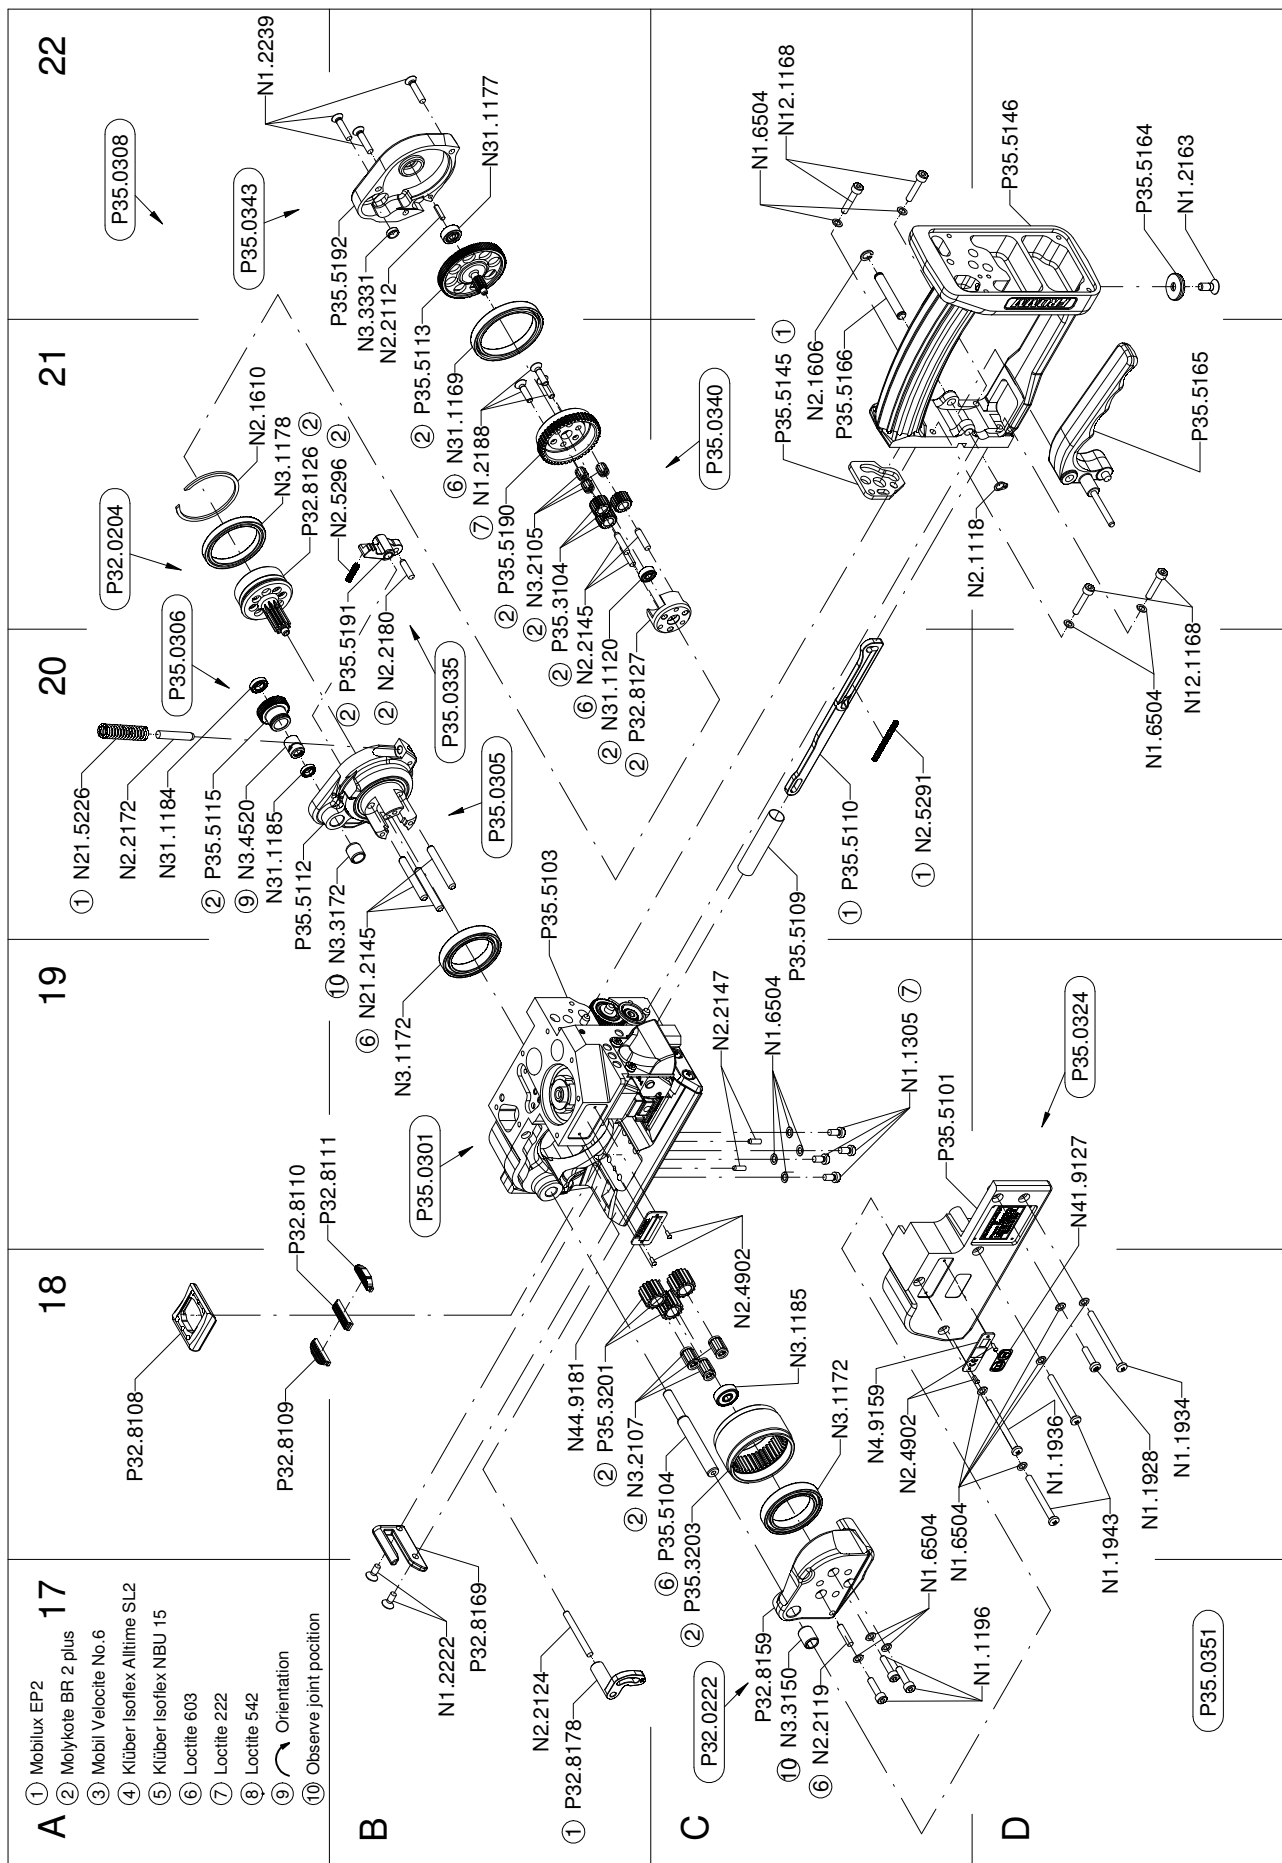 A
B
C
D
17
18
19
20
21
22
① Mobilux EP2
② Molykote BR 2 plus
③ Mobil Velocite No.6
④ Klüber Isoflex Alltime SL2
⑤ Klüber Isoflex NBU 15
⑥ Loctite 603
⑦ Loctite 222
⑧ Loctite 542
⑨ Orientation
⑩ Observe joint position
P32.8108
P32.8109
P32.8110
P32.8111
① N21.5226
N2.2172
N31.1184
② P35.5115
⑨ N3.4520
N31.1185
P35.5112
⑩ N3.3172
⑥ N21.2145
N3.1172
P35.0306
P32.0204
N2.1610
N3.1178
P32.8126 ②
N2.5296 ②
② P35.5191
② N2.2180
P35.0335
P35.0305
P35.0308
P35.0343
N1.2239
P35.5192
N3.3331
N2.2112
N31.1177
② P35.5113
⑥ N31.1169
⑦ N1.2188
② P35.5190
② N3.2105
② P35.3104
⑥ N2.2145
② N31.1120
② P32.8127
P35.0340
P35.0301
P35.5103
N1.2222
P32.8169
N2.2124
① P32.8178
N44.9181
② P35.3201
② N3.2107
⑥ P35.5104
② P35.3203
N2.4902
N3.1185
N3.1172
P32.0222
P32.8159
⑩ N3.3150
⑥ N2.2119
N1.6504
N1.1196
N2.2147
N1.6504
N1.1305 ⑦
P35.5109
① P35.5110
① N2.5291
P35.5145 ①
N2.1606
P35.5166
N1.6504
N12.1168
P35.5146
P35.5164
N1.2163
P35.5165
N2.1118
N1.6504
N12.1168
P35.0324
P35.5101
N41.9127
N4.9159
N2.4902
N1.6504
N1.1936
N1.1943
N1.1928
N1.1934
P35.0351